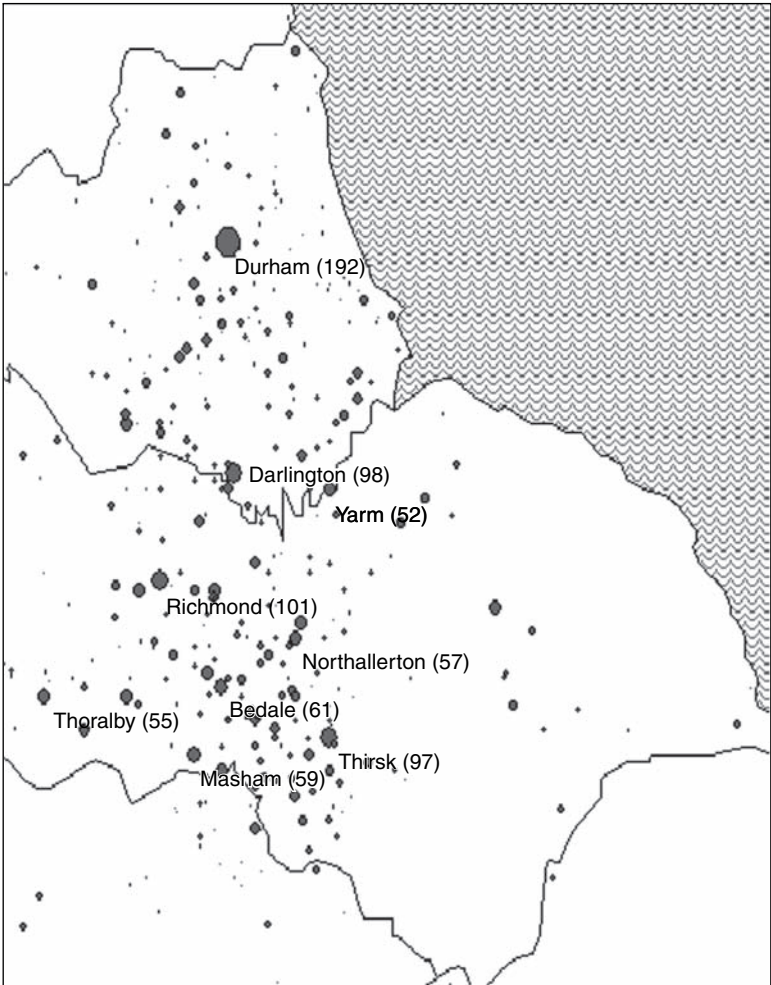 Durham (192)
Darlington (98)
Yarm (52)
Richmond (101)
Northallerton (57)
Bedale (61)
Thoralby (55)
Thirsk (97)
Masham (59)